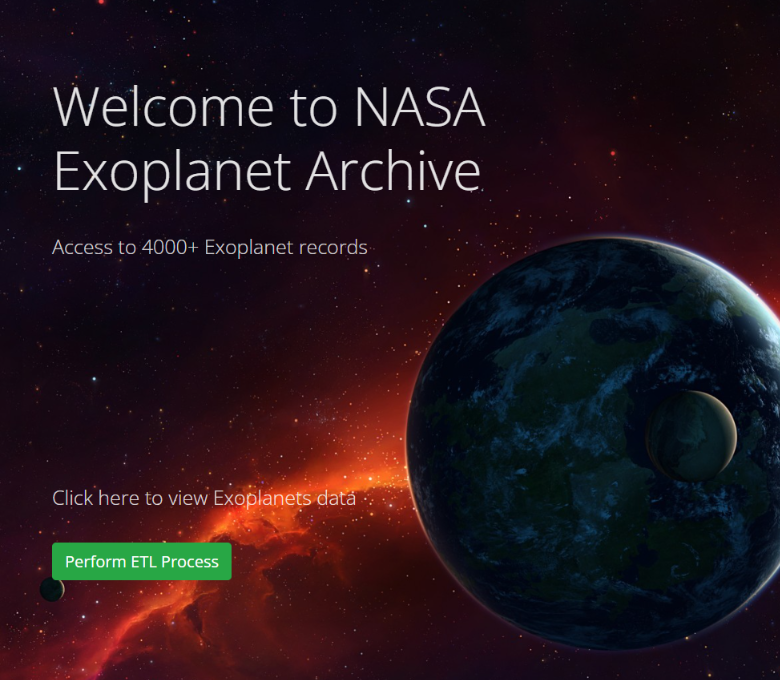 Welcome to NASA
Exoplanet Archive
Access to 4000+ Exoplanet records
Click here to view Exoplanets data
Perform ETL Process